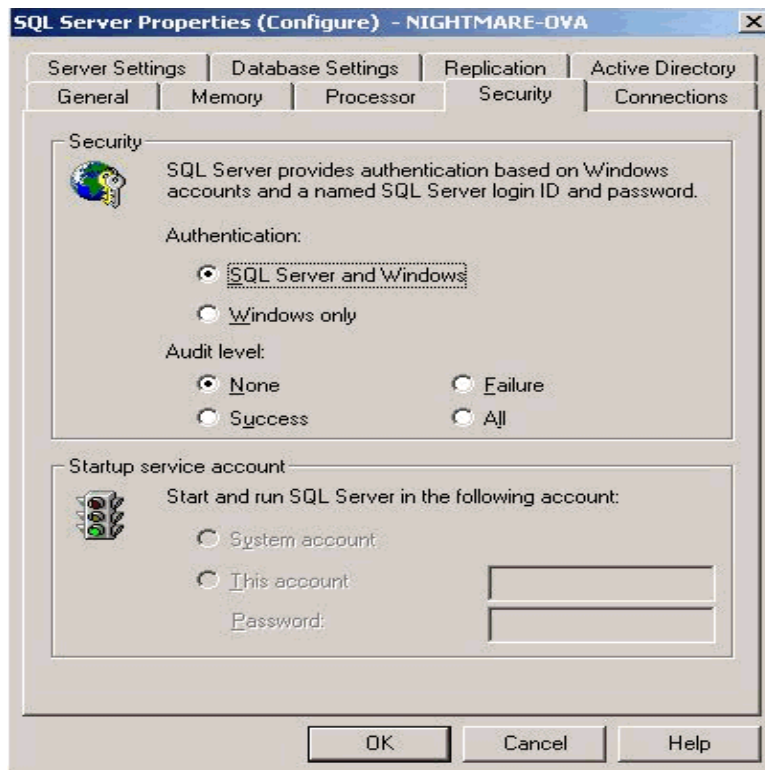 SQL Server Properties (Configure) - NIGHTMARE-OVA
Server Settings
Database Settings
Replication
Active Directory
General
Memory
Processor
Security
Connections
Security
SQL Server provides authentication based on Windows
accounts and a named SQL Server login ID and password.
Authentication:
SQL Server and Windows
Windows only
Audit level:
None
Failure
Success
All
Startup service account
Start and run SQL Server in the following account:
System account
This account
Password:
OK
Cancel
Help